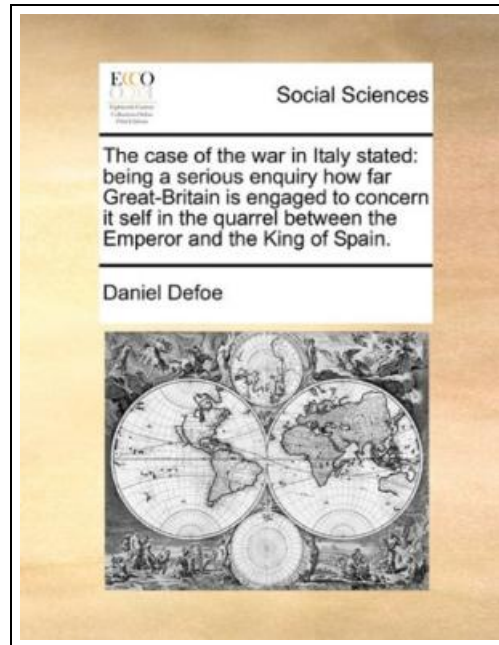 ECCO
Social Sciences
The case of the war in Italy stated:
being a serious enquiry how far
Great-Britain is engaged to concern
it self in the quarrel between the
Emperor and the King of Spain.
Daniel Defoe